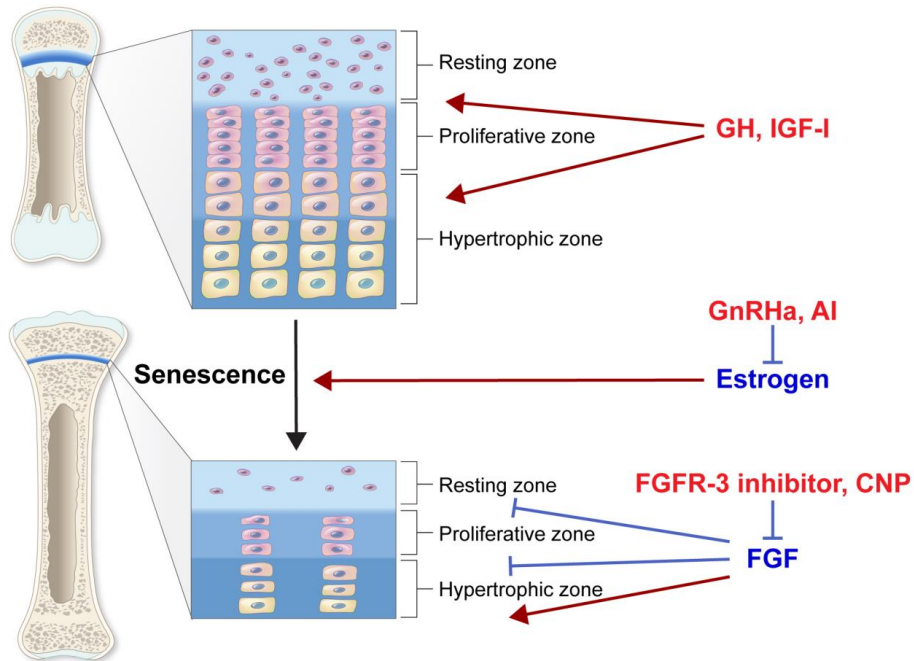 Resting zone
Proliferative zone
GH, IGF-I
Hypertrophic zone
GnRHa, AI
Senescence
Estrogen
Resting zone
FGFR-3 inhibitor, CNP
Proliferative zone
FGF
Hypertrophic zone